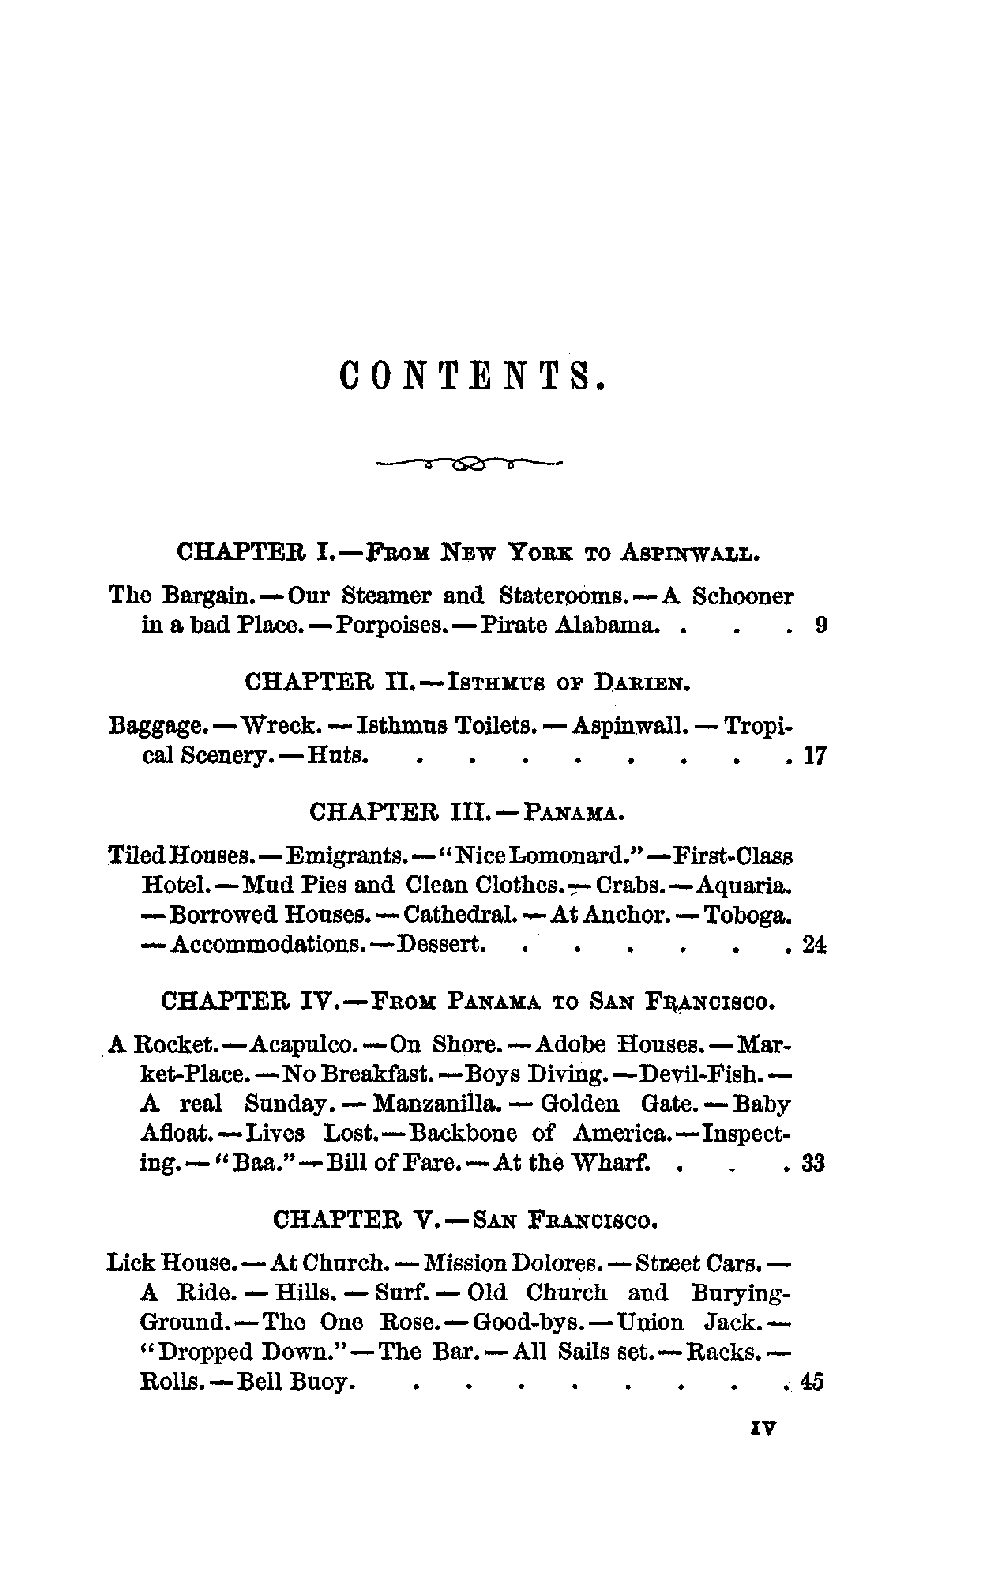 CONTENTS.
CHAPTER I.—From New York to Aspinwall.
The Bargain.—Our Steamer and Staterooms.—A Schooner
in a bad Place.—Porpoises.—Pirate Alabama. . . . 9
CHAPTER II.—Isthmus of Darien.
Baggage.—Wreck.—Isthmus Toilets.—Aspinwall.—Tropi-
cal Scenery.—Huts. . . . . . . . . 17
CHAPTER III.—Panama.
Tiled Houses.—Emigrants.—"Nice Lomonard."—First-Class
Hotel.—Mud Pies and Clean Clothes.—Crabs.—Aquaria.
—Borrowed Houses.—Cathedral.—At Anchor.—Toboga.
—Accommodations.—Dessert. . . . . . . 24
CHAPTER IV.—From Panama to San Francisco.
A Rocket.—Acapulco.—On Shore.—Adobe Houses.—Mar-
ket-Place.—No Breakfast.—Boys Diving.—Devil-Fish.—
A real Sunday.—Manzanilla.—Golden Gate.—Baby
Afloat.—Lives Lost.—Backbone of America.—Inspect-
ing.—"Baa."—Bill of Fare.—At the Wharf. . . . 33
CHAPTER V.—San Francisco.
Lick House.—At Church.—Mission Dolores.—Street Cars.—
A Ride.—Hills.—Surf.—Old Church and Burying-
Ground.—The One Rose.—Good-bys.—Union Jack.—
"Dropped Down."—The Bar.—All Sails set.—Racks.—
Rolls.—Bell Buoy. . . . . . . . . 45
IV